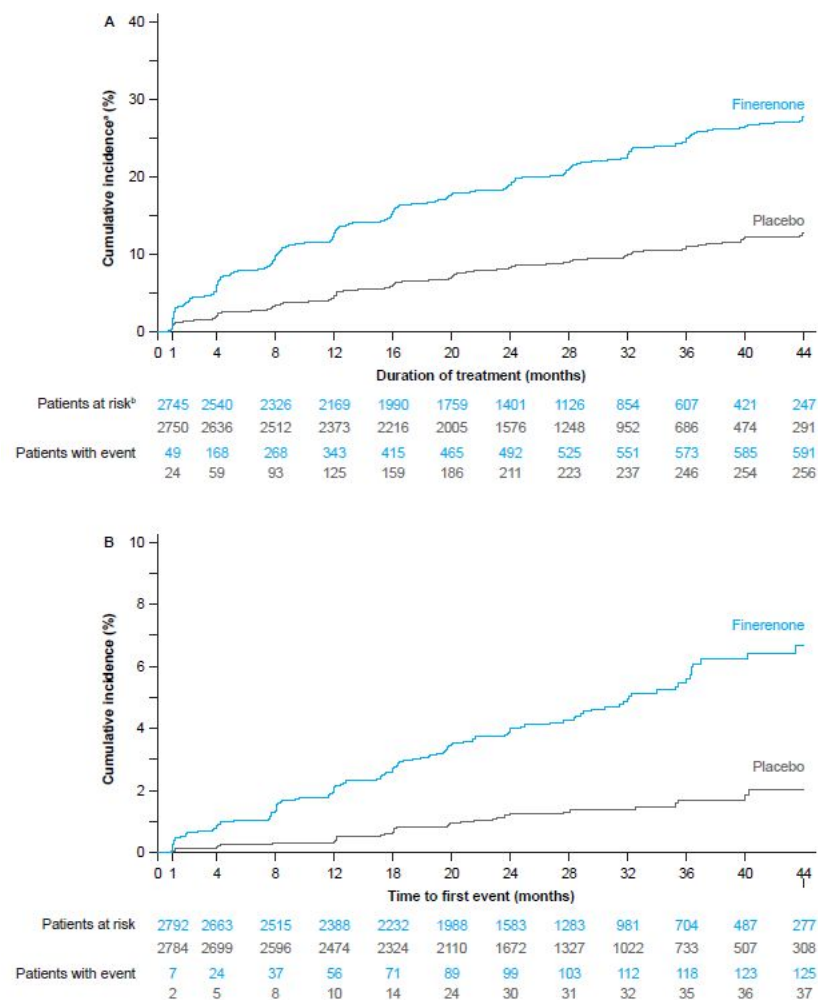 A
40
30
20
10
0
Cumulative incidenceᵃ (%)
Finerenone
Placebo
0 1 4 8 12 16 20 24 28 32 36 40 44
Duration of treatment (months)
Patients at riskᵇ 2745 2540 2326 2169 1990 1759 1401 1126 854 607 421 247
2750 2636 2512 2373 2216 2005 1576 1248 952 686 474 291
Patients with event 49 168 268 343 415 465 492 525 551 573 585 591
24 59 93 125 159 186 211 223 237 246 254 256
B
10
8
6
4
2
0
Cumulative incidence (%)
Finerenone
Placebo
0 1 4 8 12 16 20 24 28 32 36 40 44
Time to first event (months)
Patients at risk 2792 2663 2515 2388 2232 1988 1583 1283 981 704 487 277
2784 2699 2596 2474 2324 2110 1672 1327 1022 733 507 308
Patients with event 7 24 37 56 71 89 99 103 112 118 123 125
2 5 8 10 14 24 30 31 32 35 36 37